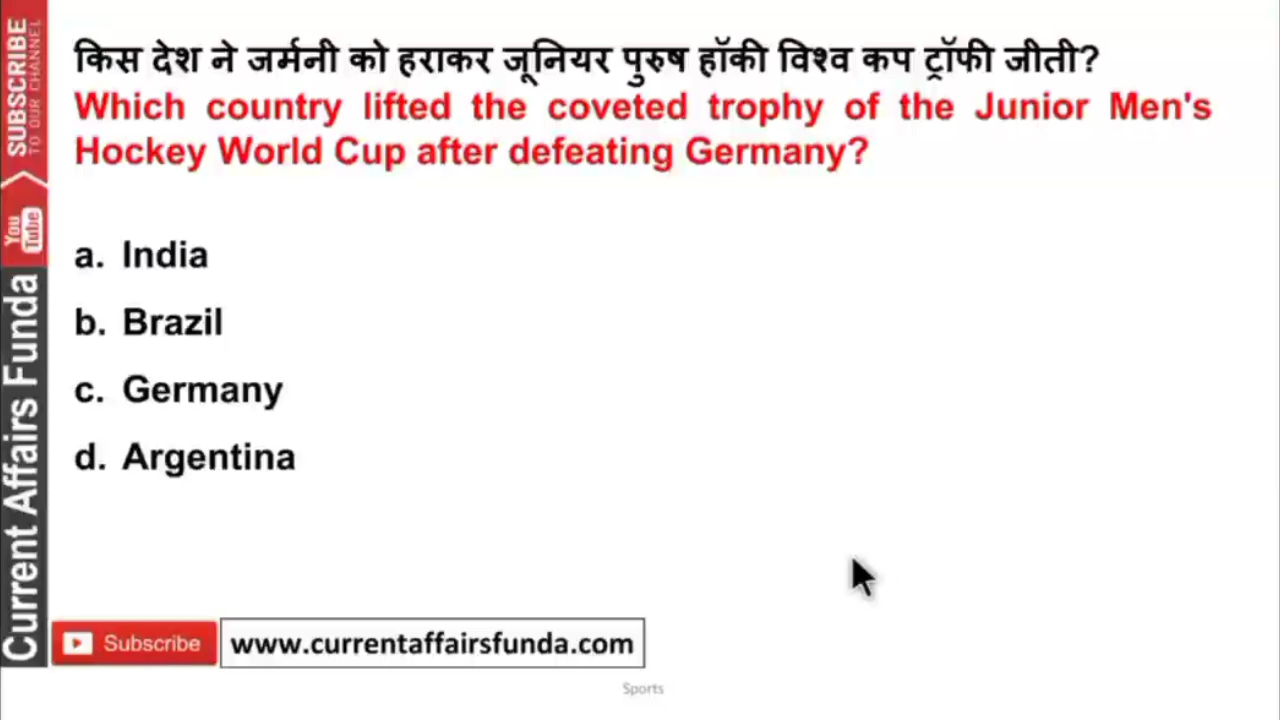 किस देश ने जर्मनी को हराकर जूनियर पुरुष हॉकी विश्व कप ट्रॉफी जीती?
Which country lifted the coveted trophy of the Junior Men's
Hockey World Cup after defeating Germany?
a. India
b. Brazil
c. Germany
d. Argentina
SUBSCRIBE
TO OUR CHANNEL
You
Tube
Current Affairs Funda
Subscribe
www.currentaffairsfunda.com
Sports